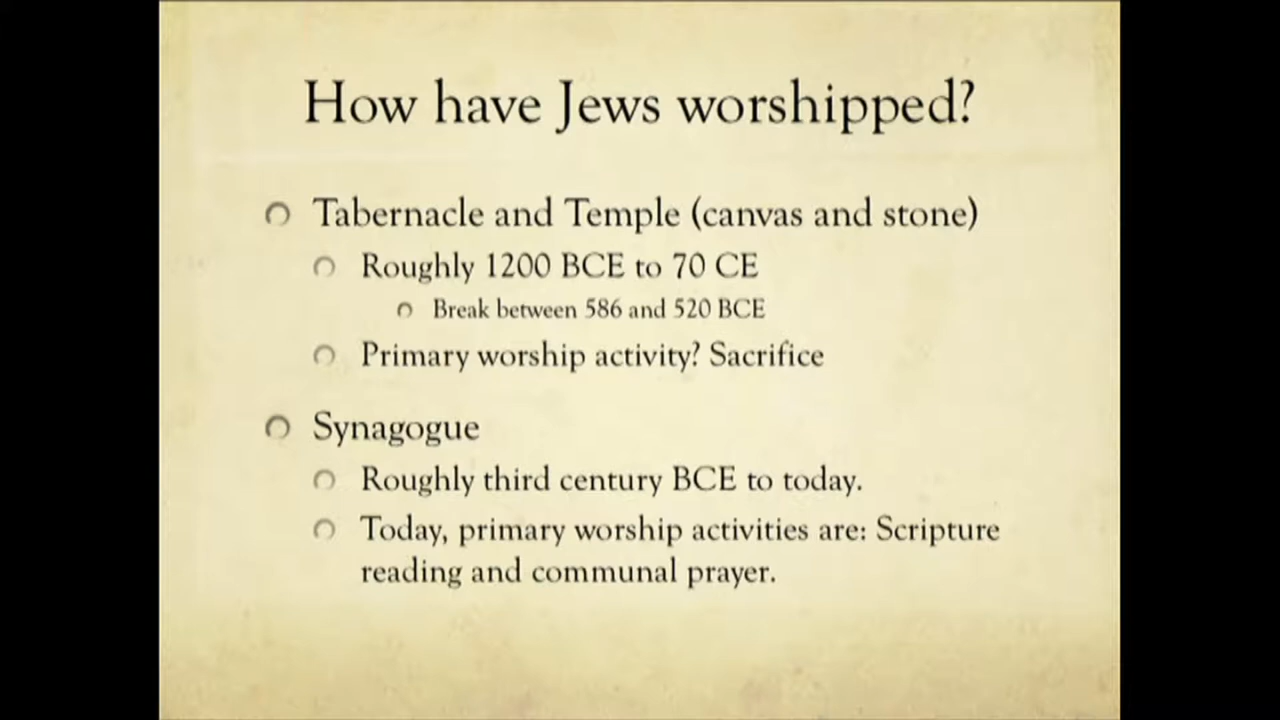 How have Jews worshipped?
Tabernacle and Temple (canvas and stone)
Roughly 1200 BCE to 70 CE
Break between 586 and 520 BCE
Primary worship activity? Sacrifice
Synagogue
Roughly third century BCE to today.
Today, primary worship activities are: Scripture
reading and communal prayer.